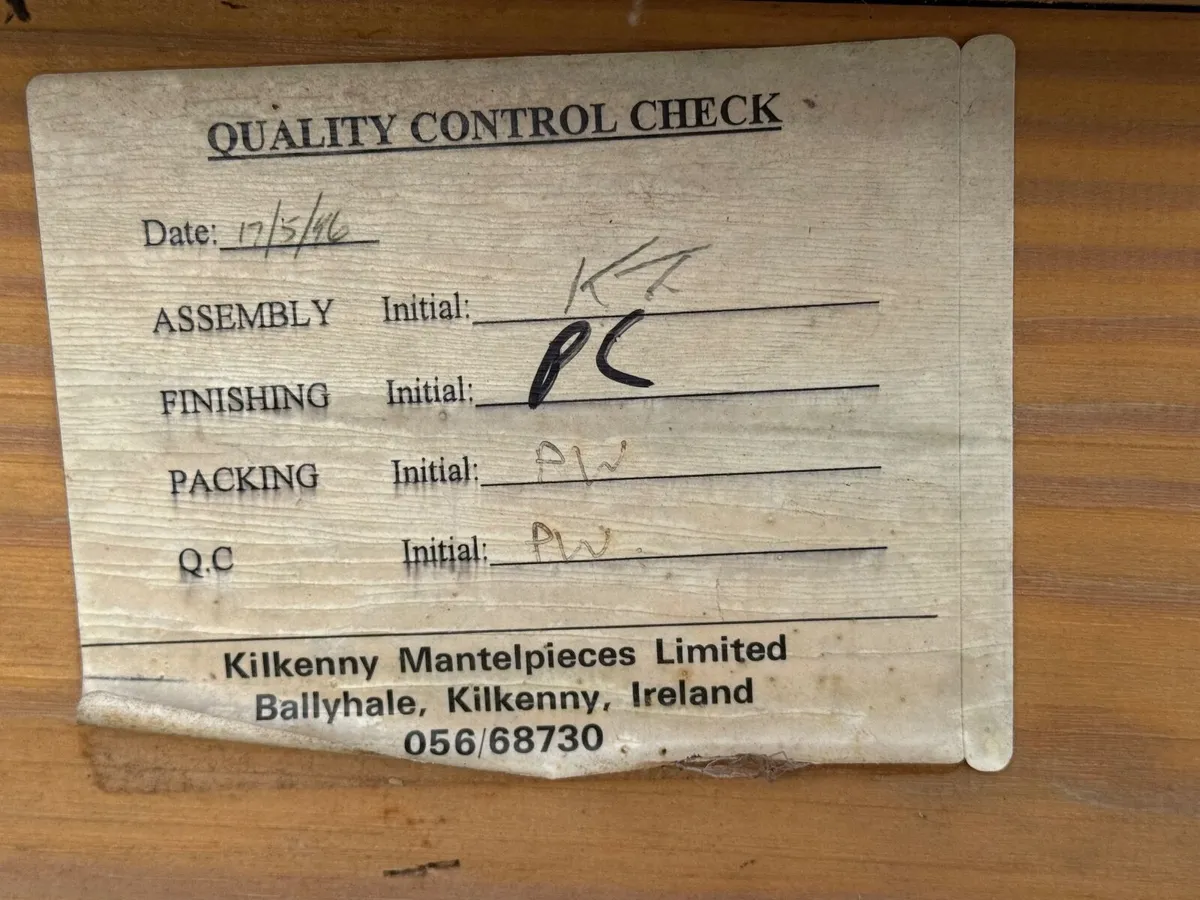 QUALITY CONTROL CHECK
Date: 17/5/96
ASSEMBLY Initial:
FINISHING Initial: PC
PACKING Initial: PW
Q.C Initial: PW.
Kilkenny Mantelpieces Limited
Ballyhale, Kilkenny, Ireland
056/68730